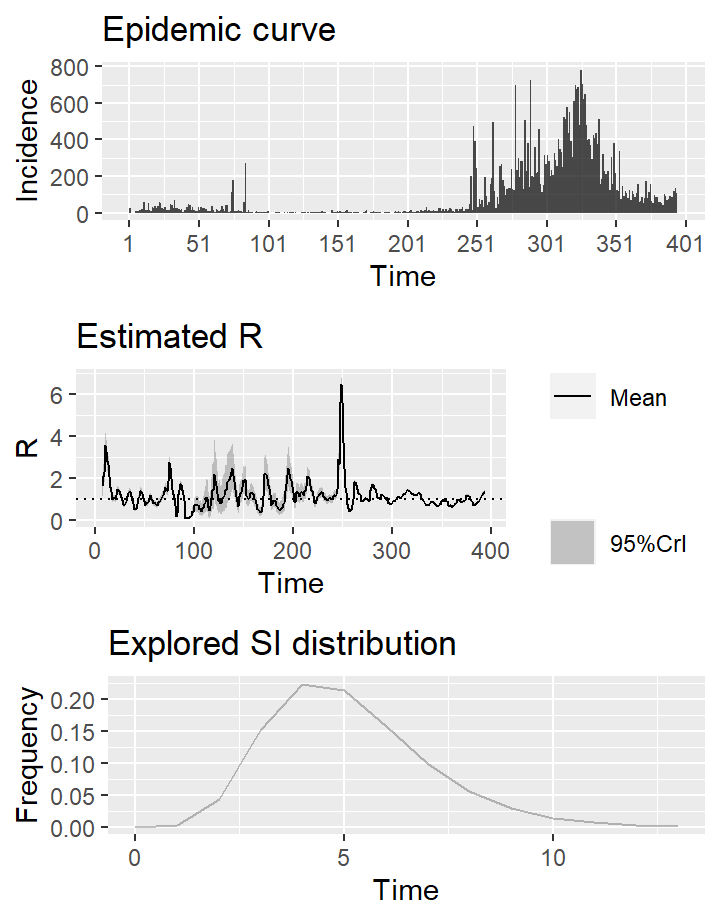 Epidemic curve
800
600
400
200
0
Incidence
1 51 101 151 201 251 301 351 401
Time
Estimated R
6
4
2
0
R
0 100 200 300 400
Time
Mean
95%CrI
Explored SI distribution
0.20
0.15
0.10
0.05
0.00
Frequency
0 5 10
Time